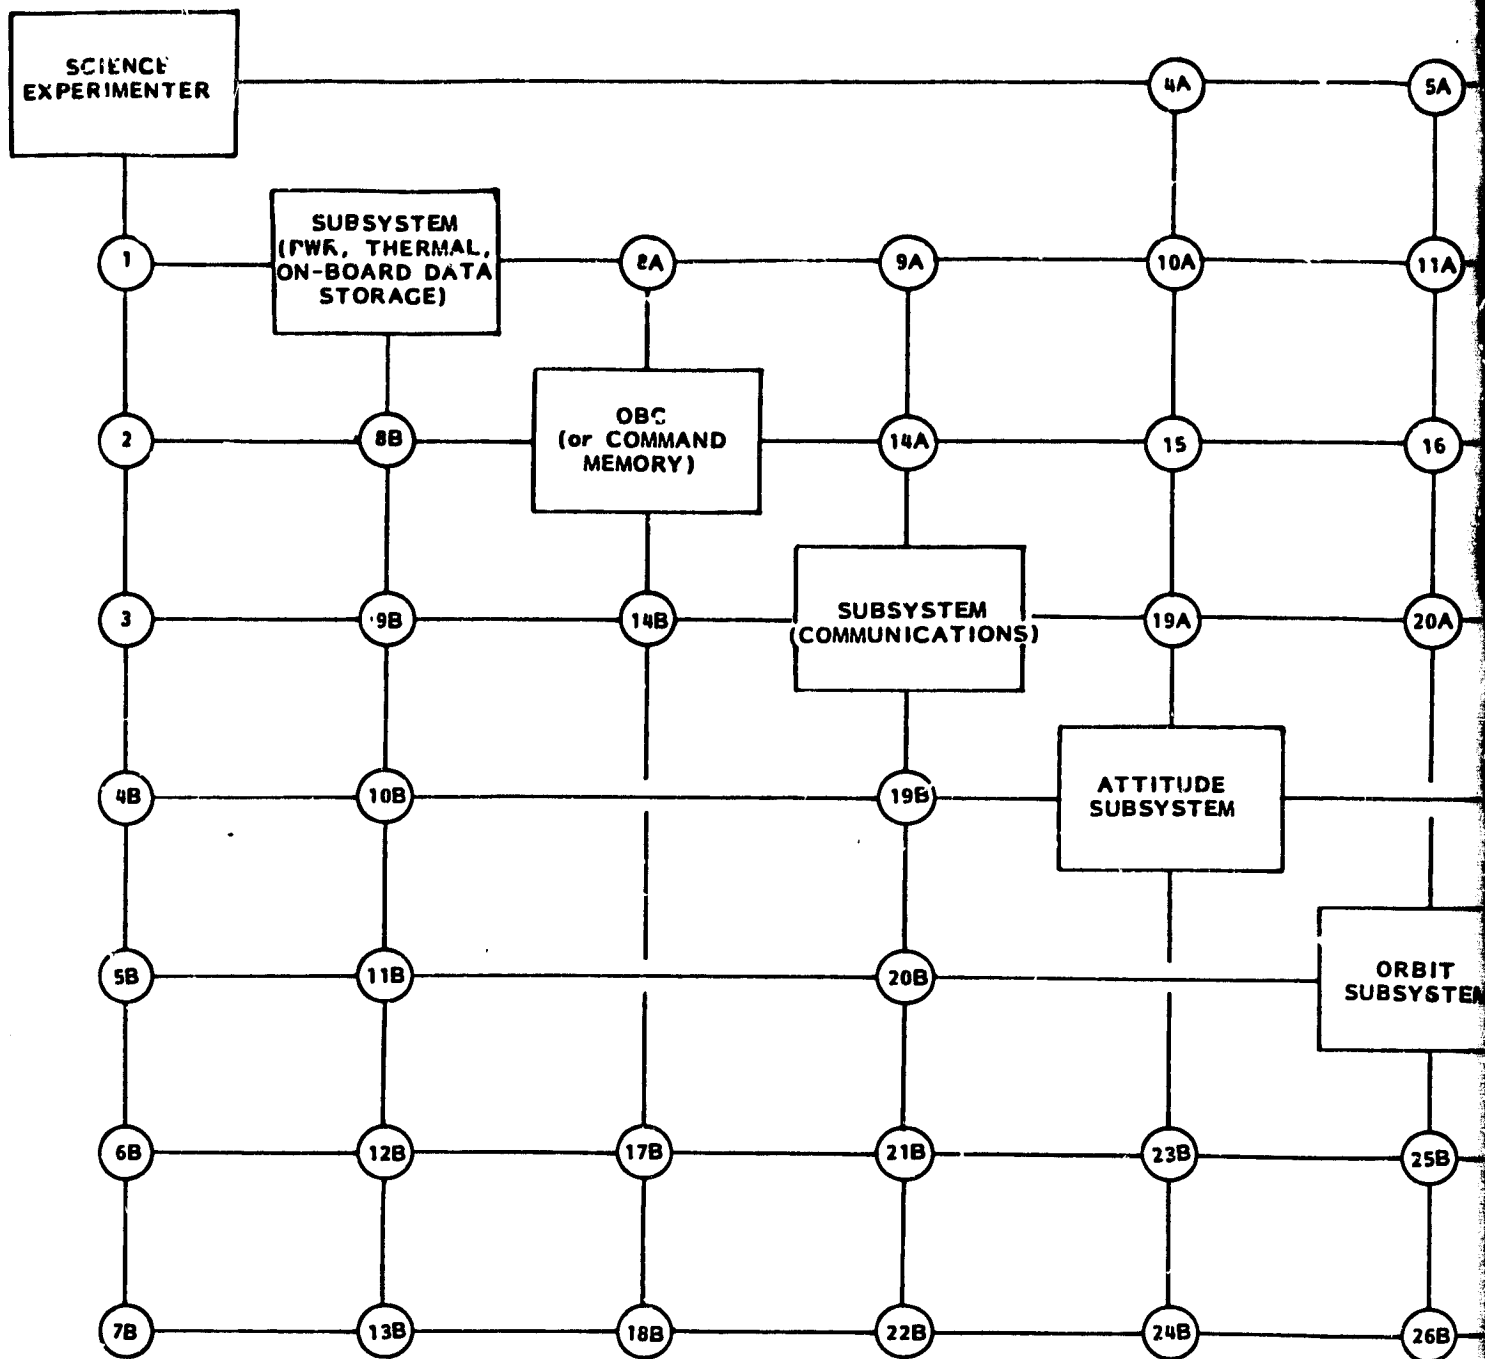 SCIENCE
EXPERIMENTER
4A
5A
SUBSYSTEM
(PWR, THERMAL,
ON-BOARD DATA
STORAGE)
1
8A
9A
10A
11A
OBC
(or COMMAND
MEMORY)
2
8B
14A
15
16
SUBSYSTEM
(COMMUNICATIONS)
3
9B
14B
19A
20A
ATTITUDE
SUBSYSTEM
4B
10B
19B
ORBIT
SUBSYSTEM
5B
11B
20B
6B
12B
17B
21B
23B
25B
7B
13B
18B
22B
24B
26B